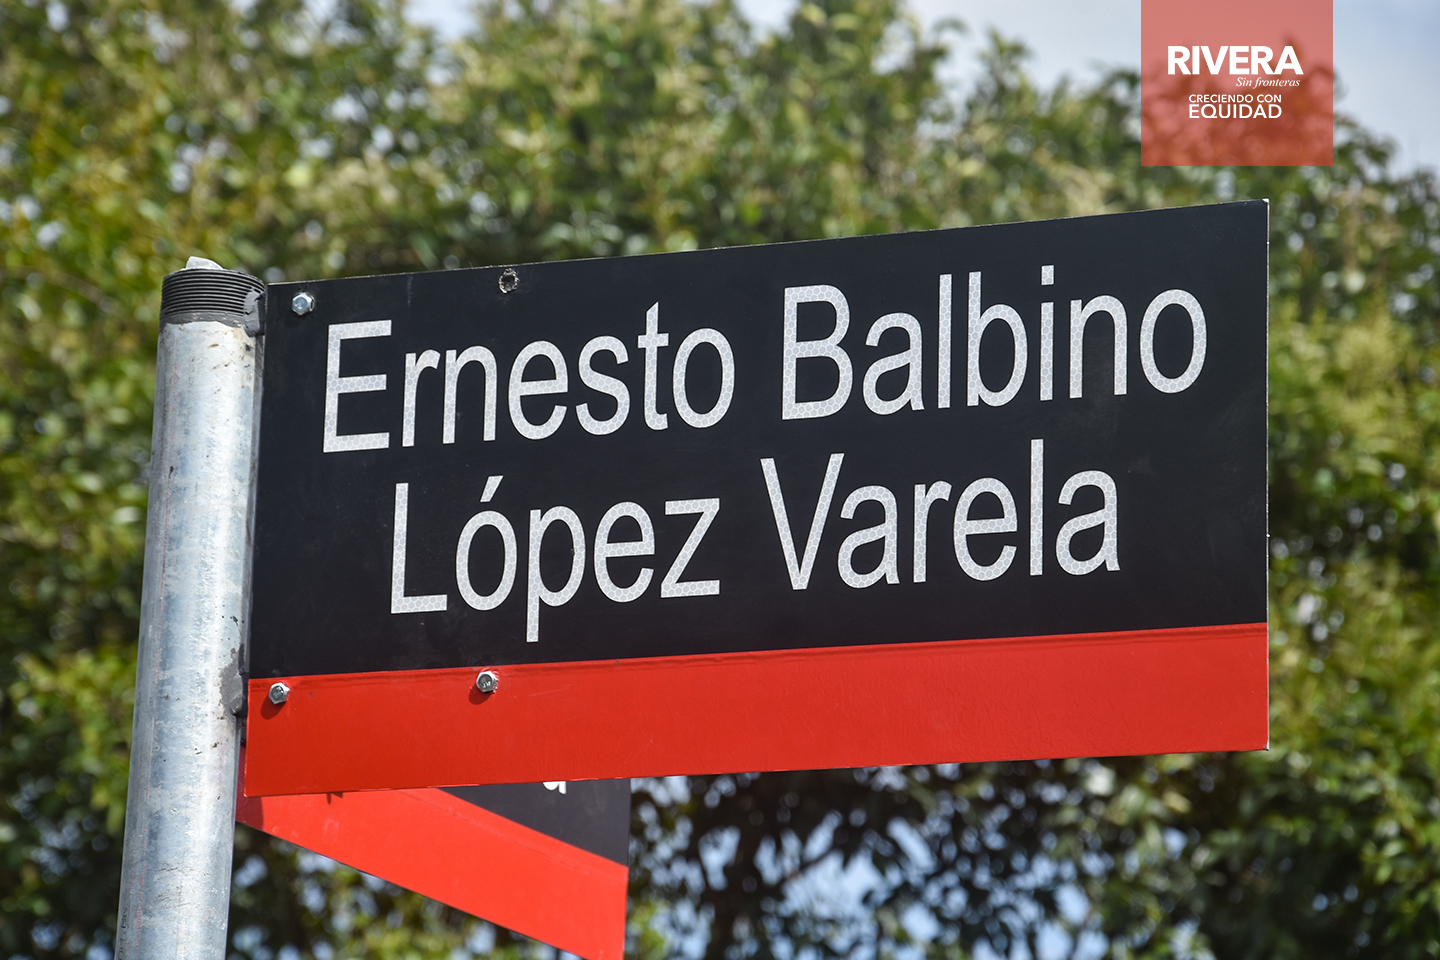 RIVERA
Sin fronteras
CRECIENDO CON
EQUIDAD
Ernesto Balbino
López Varela